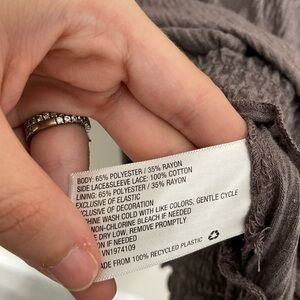 BODY: 65% POLYESTER / 35% RAYON
SIDE LACE&SLEEVE LACE: 100% COTTON
LINING: 65% POLYESTER / 35% RAYON
EXCLUSIVE OF ELASTIC
EXCLUSIVE OF DECORATION
WASH COLD WITH LIKE COLORS, GENTLE CYCLE
NON-CHLORINE BLEACH IF NEEDED
DRY LOW, REMOVE PROMPTLY
IF NEEDED
VN1974109
FROM 100% RECYCLED PLASTIC